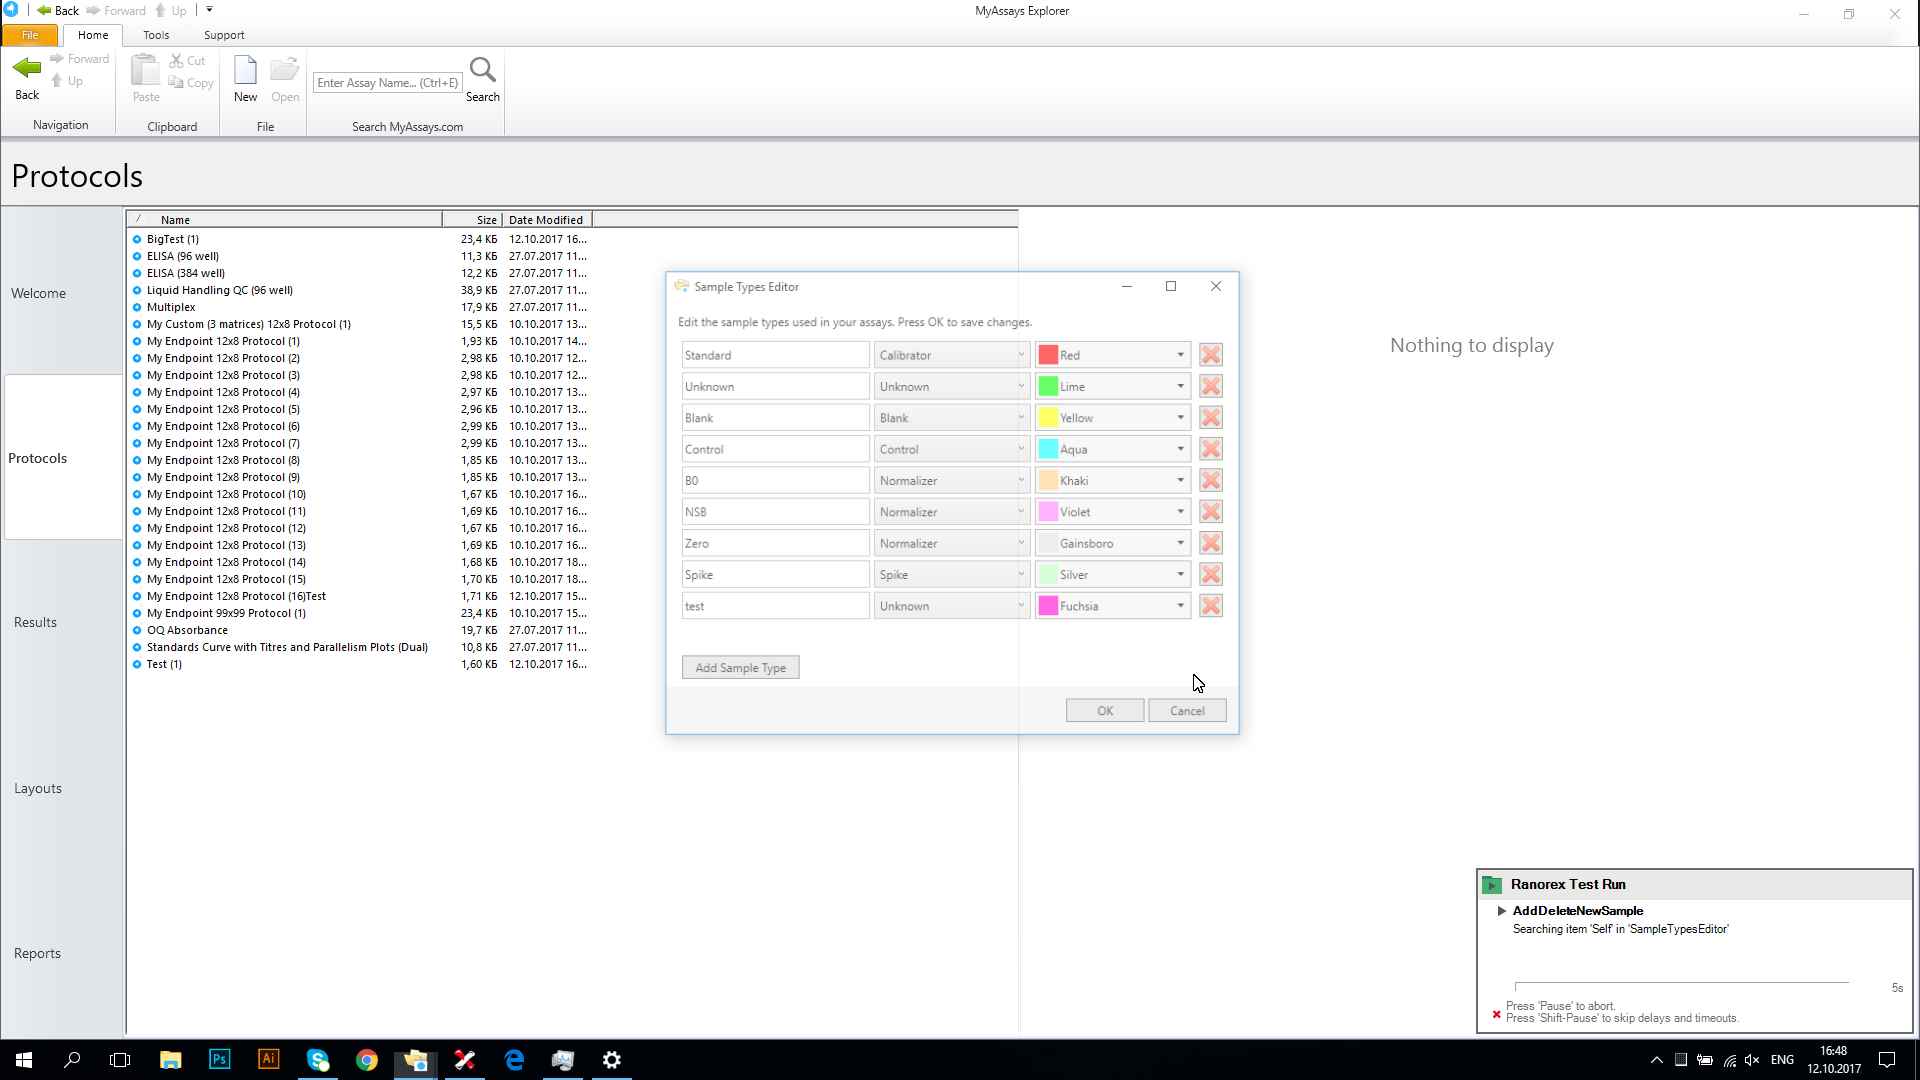 Back Forward Up
MyAssays Explorer
File Home Tools Support
Back
Forward
Up
Navigation
Paste
Cut
Copy
Clipboard
New
Open
File
Enter Assay Name... (Ctrl+E)
Search
Search MyAssays.com
Protocols
Welcome
Protocols
Results
Layouts
Reports
Name Size Date Modified
BigTest (1) 23,4 КБ 12.10.2017 16...
ELISA (96 well) 11,3 КБ 27.07.2017 11...
ELISA (384 well) 12,2 КБ 27.07.2017 11...
Liquid Handling QC (96 well) 38,9 КБ 27.07.2017 11...
Multiplex 17,9 КБ 27.07.2017 11...
My Custom (3 matrices) 12x8 Protocol (1) 15,5 КБ 10.10.2017 13...
My Endpoint 12x8 Protocol (1) 1,93 КБ 10.10.2017 14...
My Endpoint 12x8 Protocol (2) 2,98 КБ 10.10.2017 12...
My Endpoint 12x8 Protocol (3) 2,98 КБ 10.10.2017 12...
My Endpoint 12x8 Protocol (4) 2,97 КБ 10.10.2017 13...
My Endpoint 12x8 Protocol (5) 2,96 КБ 10.10.2017 13...
My Endpoint 12x8 Protocol (6) 2,99 КБ 10.10.2017 13...
My Endpoint 12x8 Protocol (7) 2,99 КБ 10.10.2017 13...
My Endpoint 12x8 Protocol (8) 1,85 КБ 10.10.2017 13...
My Endpoint 12x8 Protocol (9) 1,85 КБ 10.10.2017 13...
My Endpoint 12x8 Protocol (10) 1,67 КБ 10.10.2017 16...
My Endpoint 12x8 Protocol (11) 1,69 КБ 10.10.2017 16...
My Endpoint 12x8 Protocol (12) 1,67 КБ 10.10.2017 16...
My Endpoint 12x8 Protocol (13) 1,69 КБ 10.10.2017 16...
My Endpoint 12x8 Protocol (14) 1,68 КБ 10.10.2017 18...
My Endpoint 12x8 Protocol (15) 1,70 КБ 10.10.2017 18...
My Endpoint 12x8 Protocol (16)Test 1,71 КБ 12.10.2017 15...
My Endpoint 99x99 Protocol (1) 23,4 КБ 10.10.2017 15...
OQ Absorbance 19,7 КБ 27.07.2017 11...
Standards Curve with Titres and Parallelism Plots (Dual) 10,8 КБ 27.07.2017 11...
Test (1) 1,60 КБ 12.10.2017 16...
Nothing to display
Sample Types Editor
Edit the sample types used in your assays. Press OK to save changes.
Standard Calibrator Red
Unknown Unknown Lime
Blank Blank Yellow
Control Control Aqua
B0 Normalizer Khaki
NSB Normalizer Violet
Zero Normalizer Gainsboro
Spike Spike Silver
test Unknown Fuchsia
Add Sample Type
OK Cancel
Ranorex Test Run
AddDeleteNewSample
Searching item 'Self' in 'SampleTypesEditor'
5s
Press 'Pause' to abort.
Press 'Shift-Pause' to skip delays and timeouts.
Ps Ai
ENG
16:48
12.10.2017